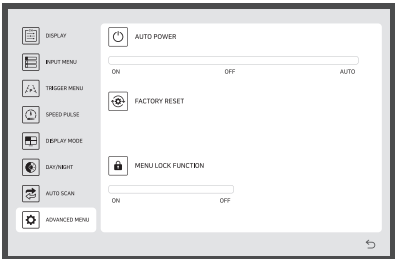 DISPLAY
INPUT MENU
TRIGGER MENU
SPEED PULSE
DISPLAY MODE
DAY/NIGHT
AUTO SCAN
ADVANCED MENU
AUTO POWER
ON OFF AUTO
FACTORY RESET
MENU LOCK FUNCTION
ON OFF